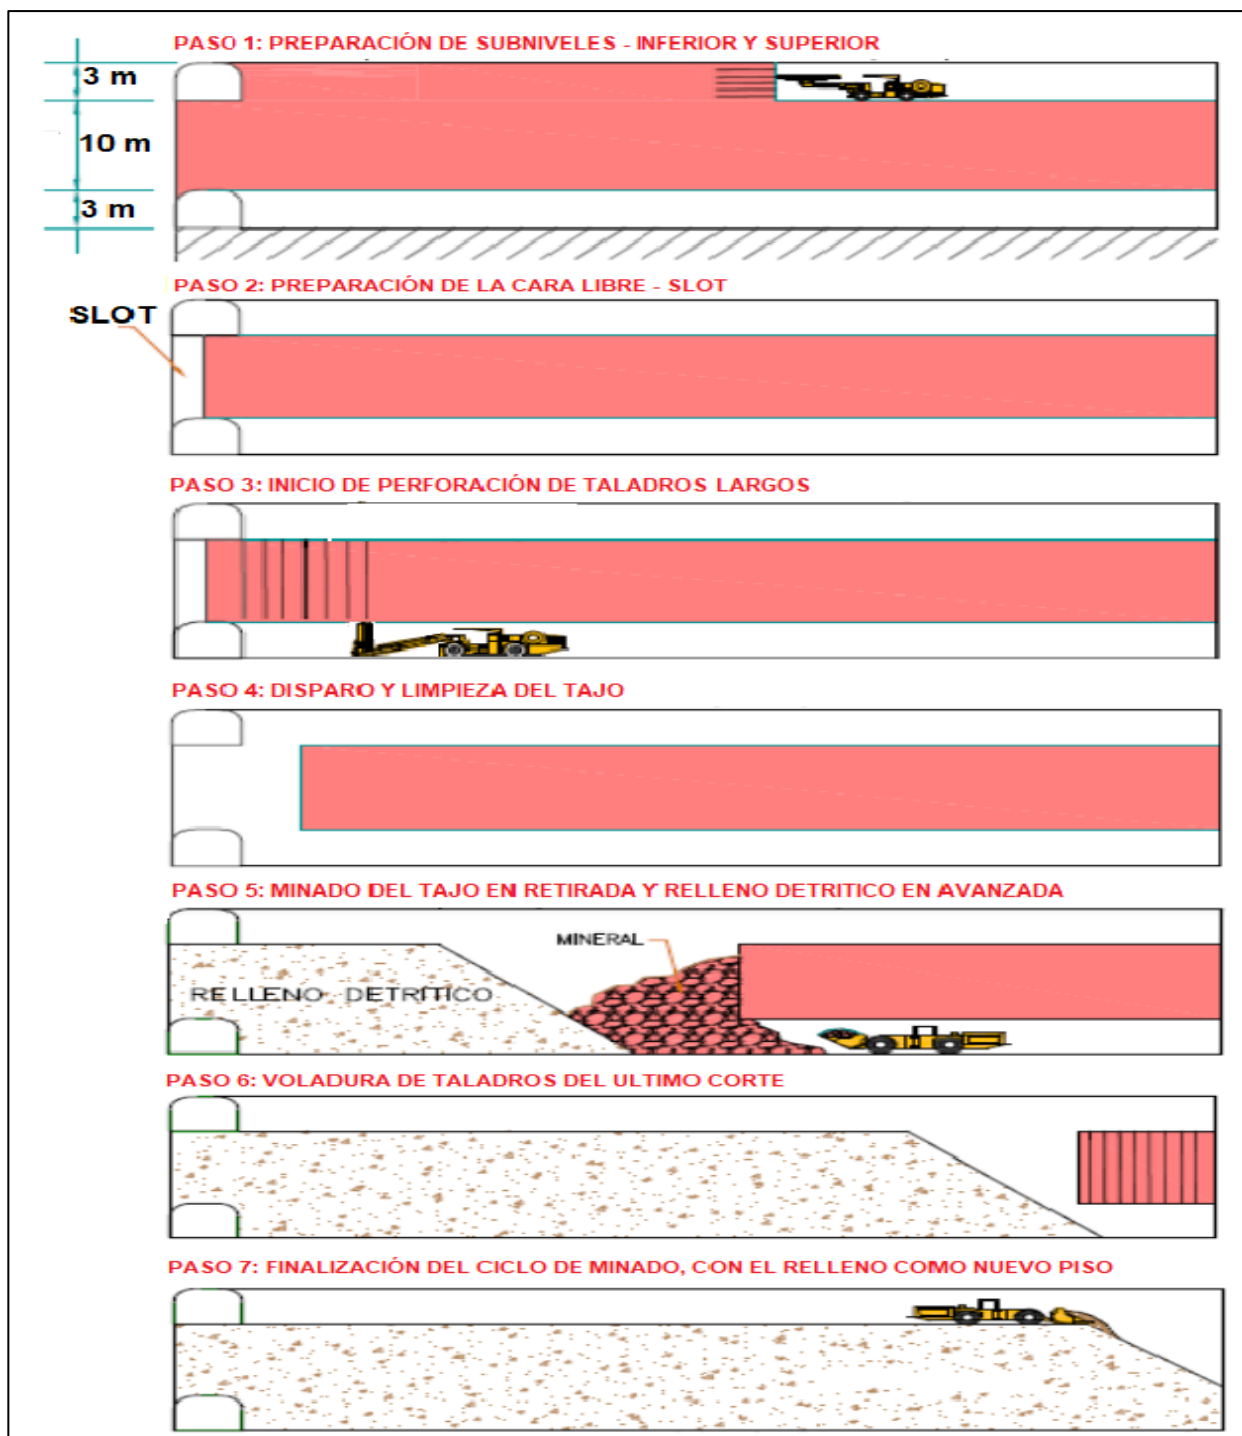 PASO 1: PREPARACIÓN DE SUBNIVELES - INFERIOR Y SUPERIOR
3 m
10 m
3 m
PASO 2: PREPARACIÓN DE LA CARA LIBRE - SLOT
SLOT
PASO 3: INICIO DE PERFORACIÓN DE TALADROS LARGOS
PASO 4: DISPARO Y LIMPIEZA DEL TAJO
PASO 5: MINADO DEL TAJO EN RETIRADA Y RELLENO DETRITICO EN AVANZADA
MINERAL
RELLENO DETRÍTICO
PASO 6: VOLADURA DE TALADROS DEL ULTIMO CORTE
PASO 7: FINALIZACIÓN DEL CICLO DE MINADO, CON EL RELLENO COMO NUEVO PISO